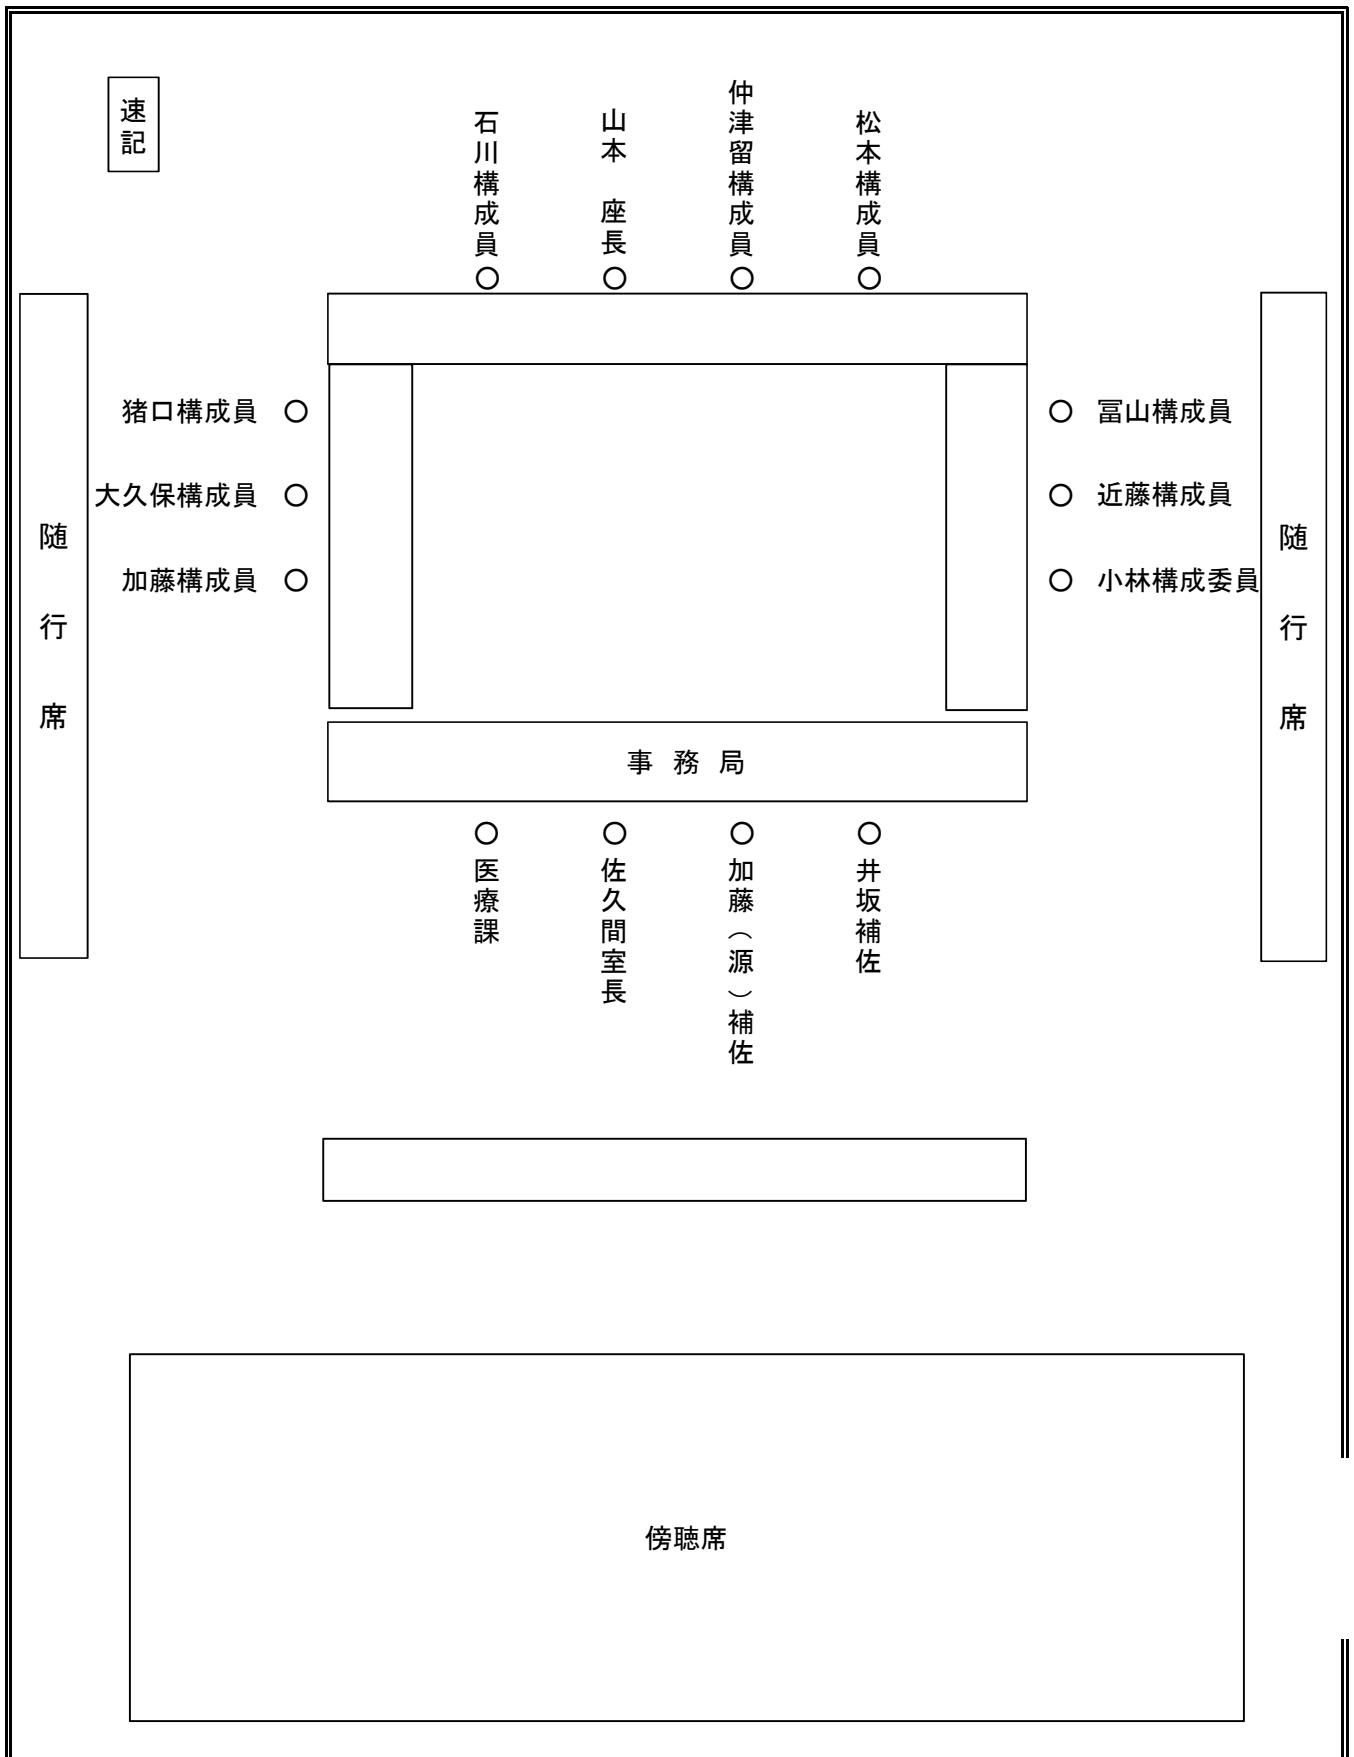 速記
石川構成員
山本　座長
仲津留構成員
松本構成員
猪口構成員
大久保構成員
加藤構成員
冨山構成員
近藤構成員
小林構成委員
随行席
随行席
事 務 局
医療課
佐久間室長
加藤（源）補佐
井坂補佐
傍聴席